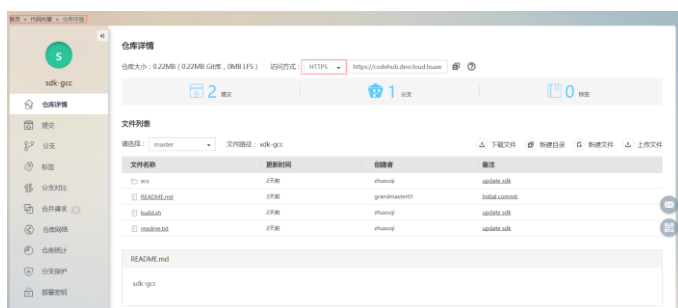 首页 > 代码托管 > 仓库详情
S
sdk-gcc
仓库详情
提交
分支
标签
分支对比
合并请求
仓库网络
仓库统计
分支保护
部署密钥
仓库详情
仓库大小：0.22MB ( 0.22MB Git库 , 0MB LFS )   访问方式： HTTPS   https://codehub.devcloud.huaw
2 提交
1 分支
0 标签
文件列表
请选择： master   文件路径：sdk-gcc   下载文件   新建目录   新建文件   上传文件
文件名称   更新时间   创建者   备注
ecs   2天前   zhuxuqi   update sdk
README.md   3天前   grandmaster01   Initial commit
build.sh   2天前   zhuxuqi   update sdk
readme.txt   2天前   zhuxuqi   update sdk
README.md
sdk-gcc